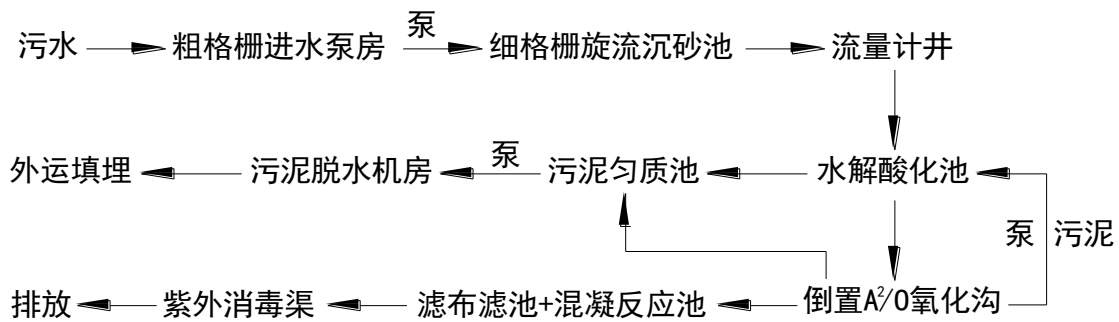 污水 粗格栅进水泵房 泵 细格栅旋流沉砂池 流量计井
外运填埋 污泥脱水机房 泵 污泥匀质池 水解酸化池
泵 污泥
排放 紫外消毒渠 滤布滤池+混凝反应池 倒置A²/O氧化沟